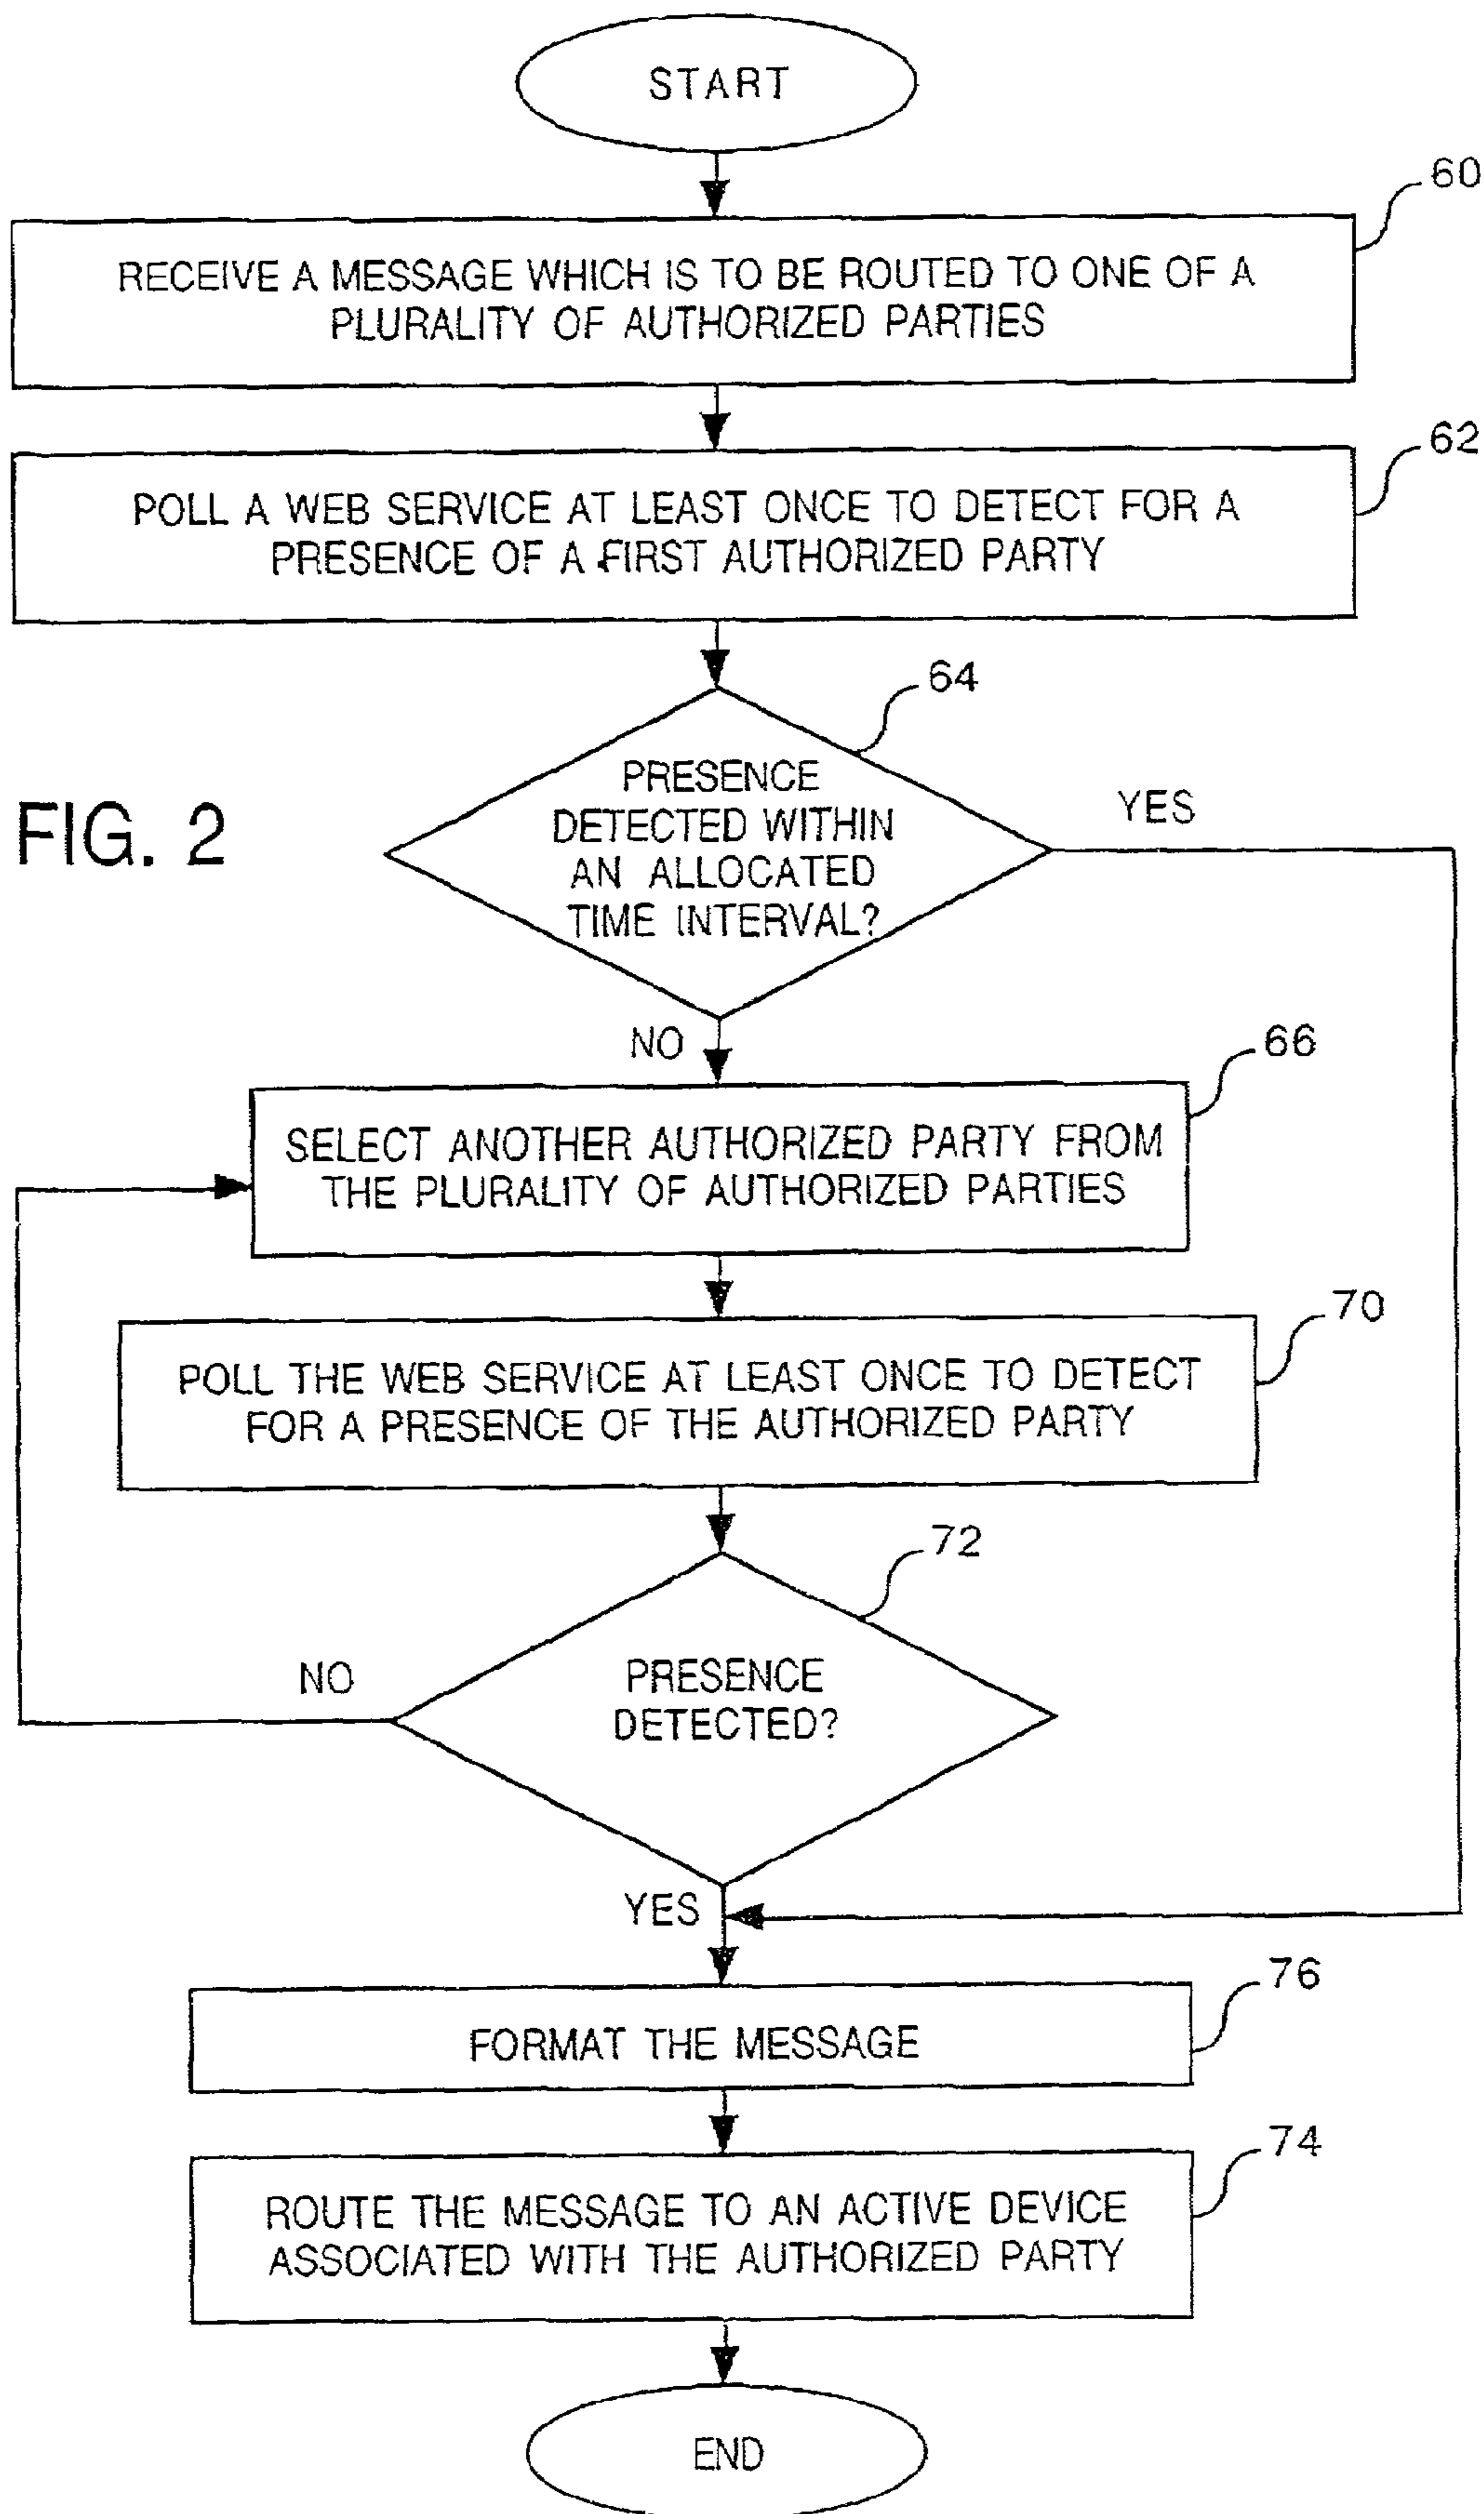 START
60
RECEIVE A MESSAGE WHICH IS TO BE ROUTED TO ONE OF A
PLURALITY OF AUTHORIZED PARTIES
62
POLL A WEB SERVICE AT LEAST ONCE TO DETECT FOR A
PRESENCE OF A FIRST AUTHORIZED PARTY
64
PRESENCE
DETECTED WITHIN
AN ALLOCATED
TIME INTERVAL?
YES
FIG. 2
NO
66
SELECT ANOTHER AUTHORIZED PARTY FROM
THE PLURALITY OF AUTHORIZED PARTIES
70
POLL THE WEB SERVICE AT LEAST ONCE TO DETECT
FOR A PRESENCE OF THE AUTHORIZED PARTY
72
NO
PRESENCE
DETECTED?
YES
76
FORMAT THE MESSAGE
74
ROUTE THE MESSAGE TO AN ACTIVE DEVICE
ASSOCIATED WITH THE AUTHORIZED PARTY
END